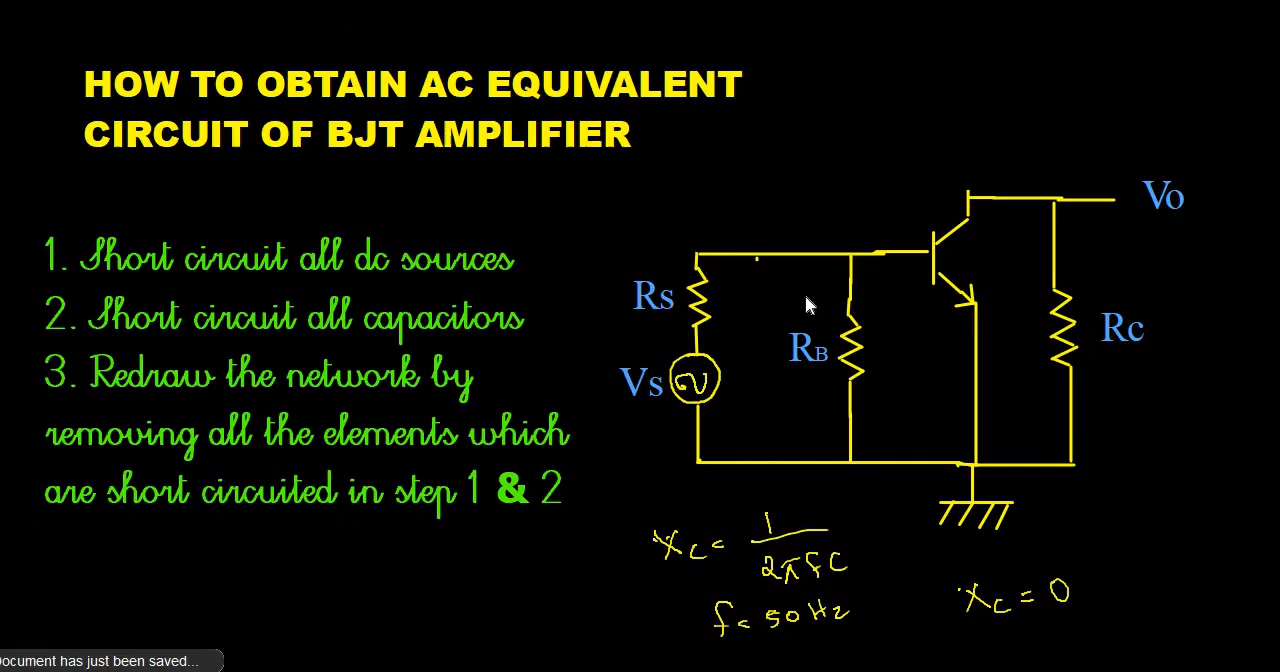 HOW TO OBTAIN AC EQUIVALENT
CIRCUIT OF BJT AMPLIFIER
1. Short circuit all dc sources
2. Short circuit all capacitors
3. Redraw the network by
removing all the elements which
are short circuited in step 1 & 2
Vo
Rs
RB
Rc
Vs
Xc = 1
2πfC
f = 50 Hz
Xc = 0
Document has just been saved...